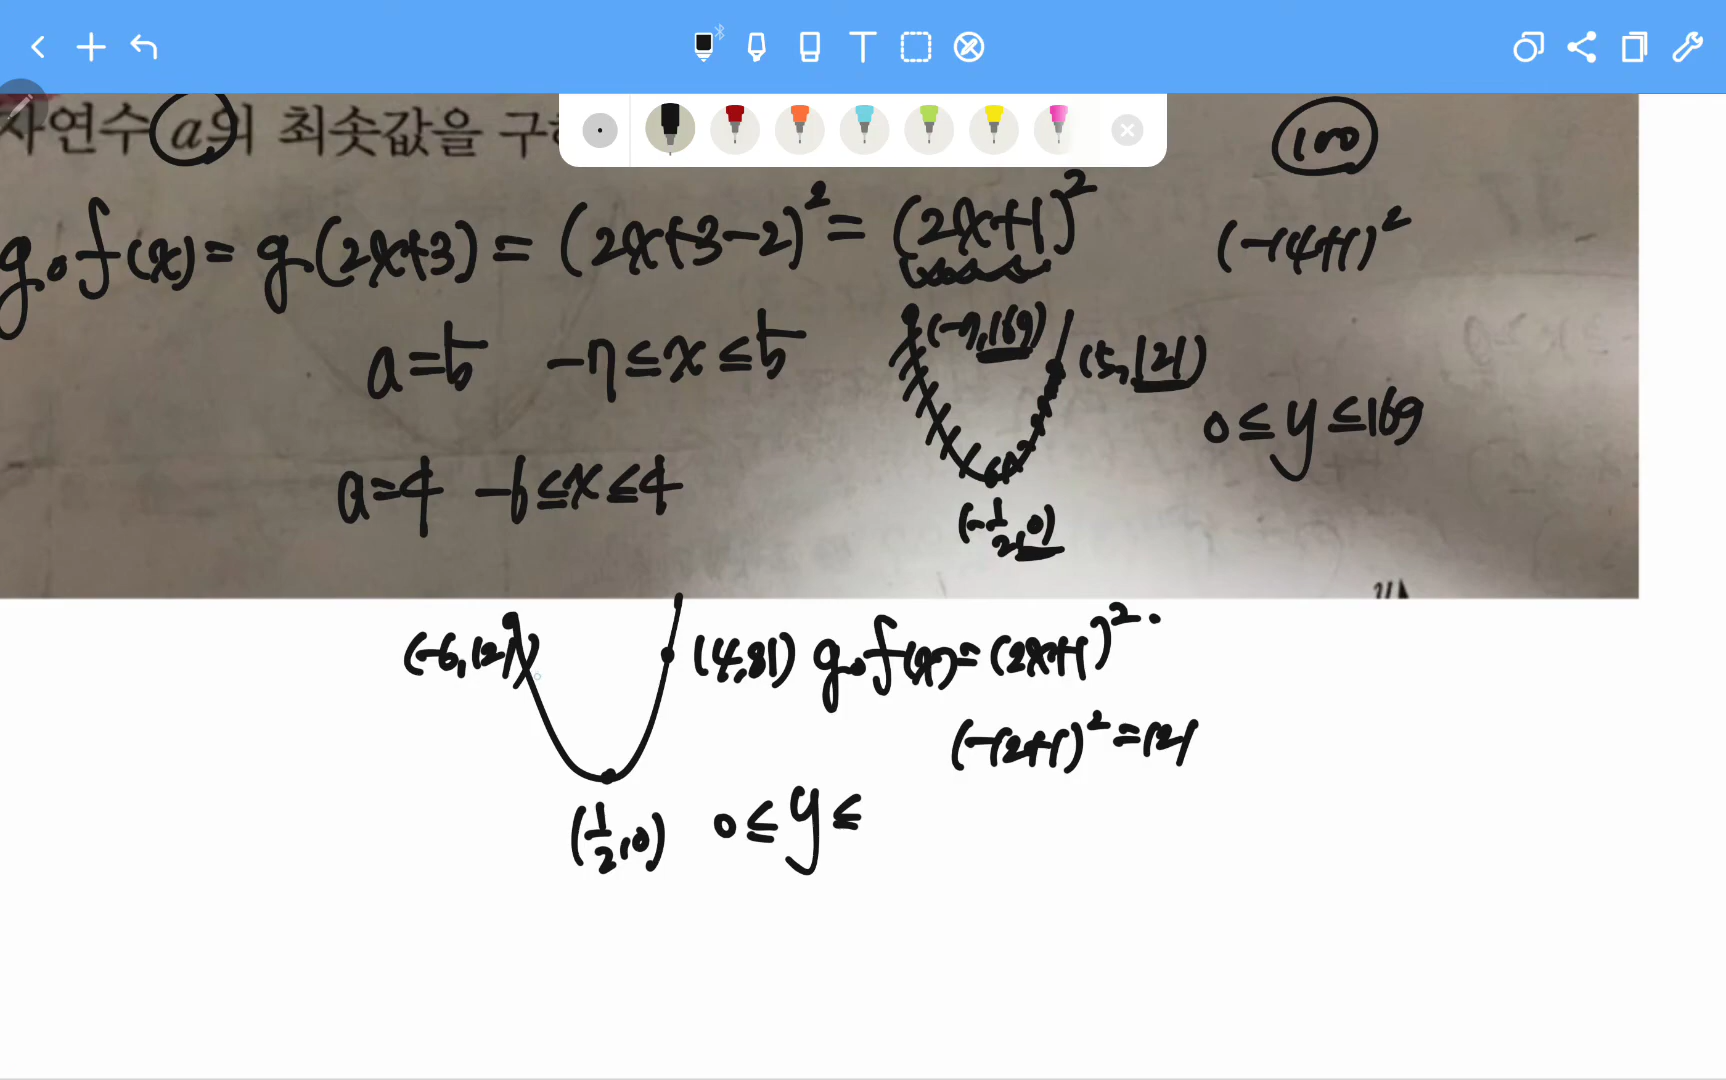 자연수 a의 최솟값을 구하
100
g∘f(x) = g(2x+3) = (2x+3-2)² = (2x+1)²
(-14+1)²
a=5 -7≤x≤5
(-7,169)
(5,121)
0≤y≤169
a=4 -6≤x≤4
(-1/2,0)
(-6,121)
(4,81)
g∘f(x)=(2x+1)²
(-12+1)²=121
(1/2,0)
0≤y≤